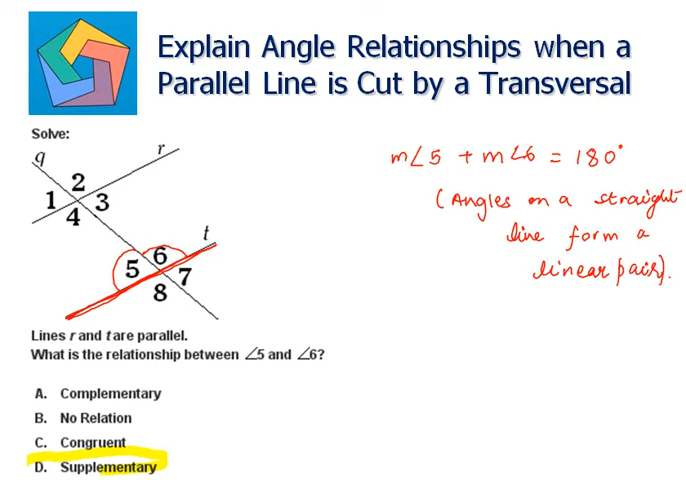 Explain Angle Relationships when a
Parallel Line is Cut by a Transversal
Solve:
q
r
2
1
3
4
t
6
5
7
8
m∠5 + m∠6 = 180°
(Angles on a straight
line form a
linear pair).
Lines r and t are parallel.
What is the relationship between ∠5 and ∠6?
A. Complementary
B. No Relation
C. Congruent
D. Supplementary